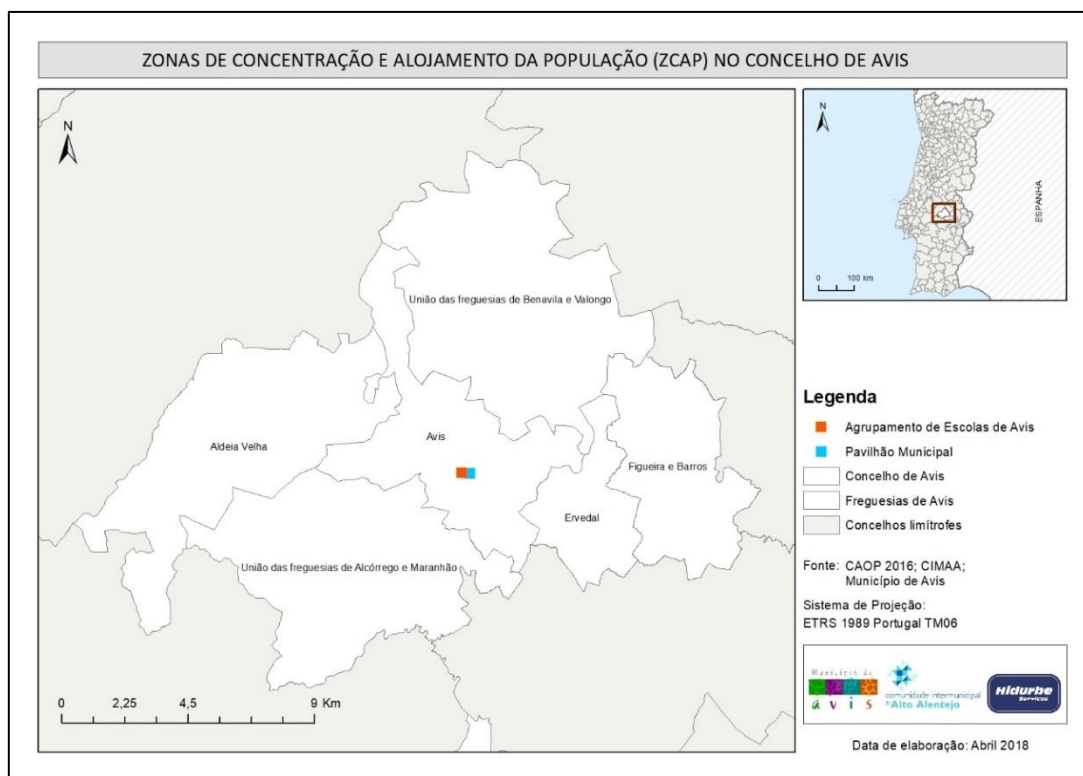 ZONAS DE CONCENTRAÇÃO E ALOJAMENTO DA POPULAÇÃO (ZCAP) NO CONCELHO DE AVIS
N
União das freguesias de Benavila e Valongo
Aldeia Velha
Avis
Figueira e Barros
Ervedal
União das freguesias de Alcórrego e Maranhão
0 2,25 4,5 9 Km
N
ESPANHA
0 100 km
Legenda
Agrupamento de Escolas de Avis
Pavilhão Municipal
Concelho de Avis
Freguesias de Avis
Concelhos limítrofes
Fonte: CAOP 2016; CIMAA;
Município de Avis
Sistema de Projeção:
ETRS 1989 Portugal TM06
Município de
avis
comunidade intermunicipal
do Alto Alentejo
Hidurbe
Serviços
Data de elaboração: Abril 2018